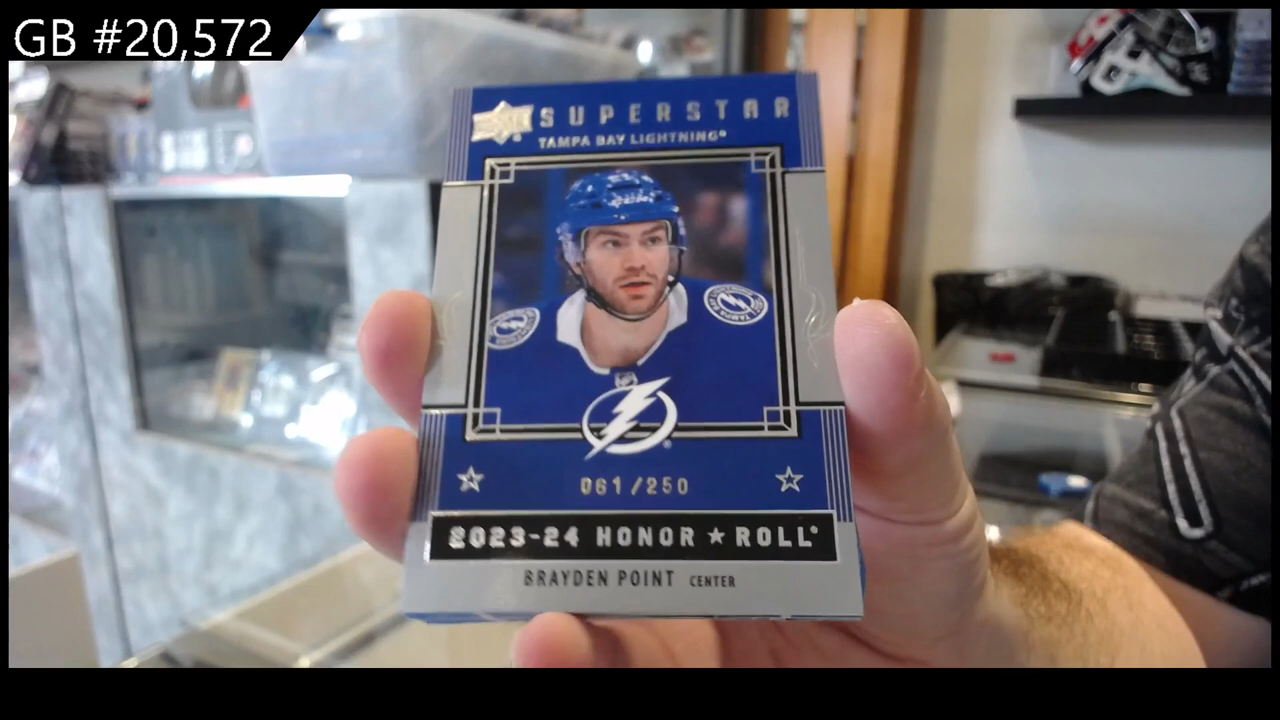 GB #20,572
SUPERSTAR
TAMPA BAY LIGHTNING
061/250
2023-24 HONOR ★ ROLL
BRAYDEN POINT CENTER